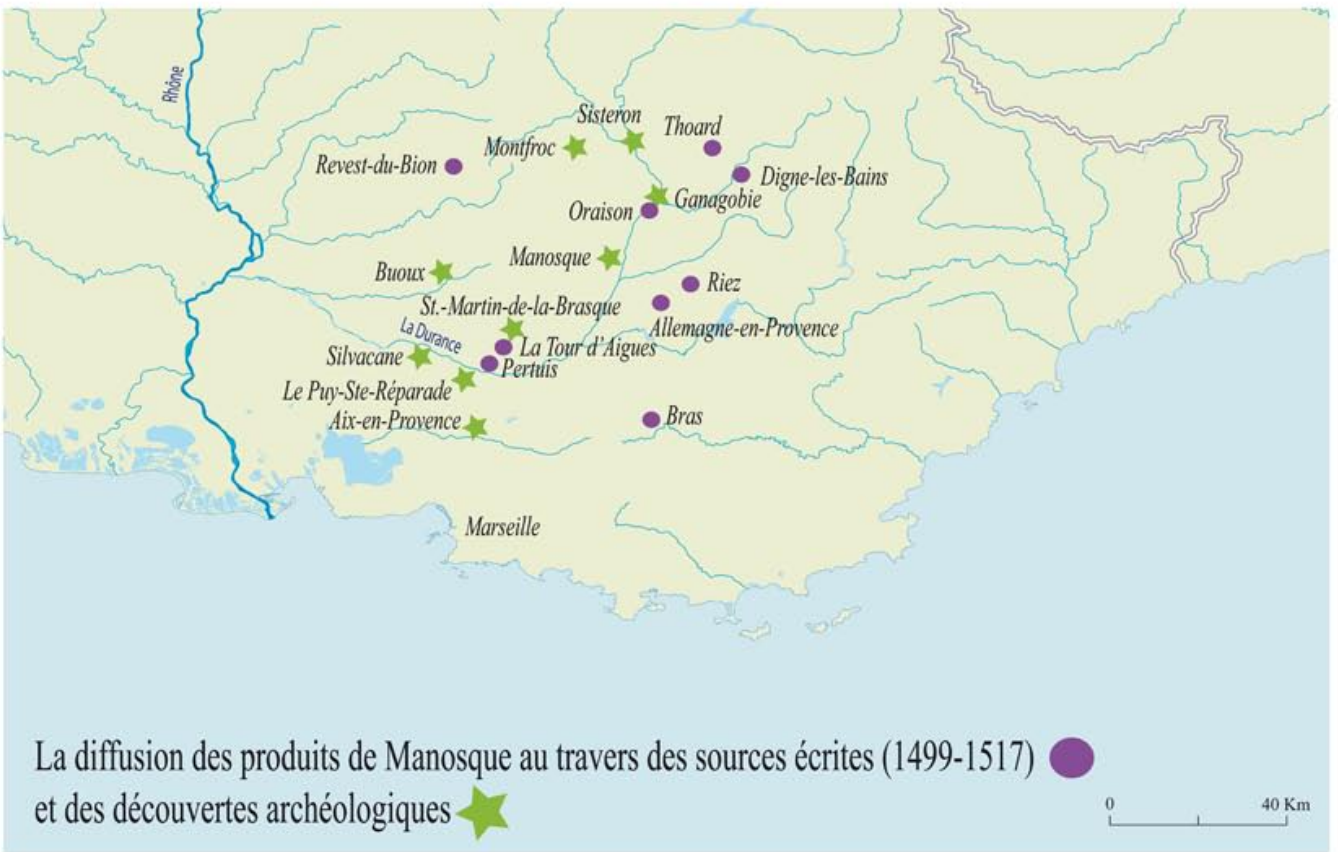 Rhône
Sisteron
Thoard
Montfroc
Revest-du-Bion
Digne-les-Bains
Ganagobie
Oraison
Manosque
Buoux
Riez
St.-Martin-de-la-Brasque
La Durance
Allemagne-en-Provence
La Tour d'Aigues
Silvacane
Pertuis
Le Puy-Ste-Réparade
Aix-en-Provence
Bras
Marseille
La diffusion des produits de Manosque au travers des sources écrites (1499-1517)
et des découvertes archéologiques
0 40 Km